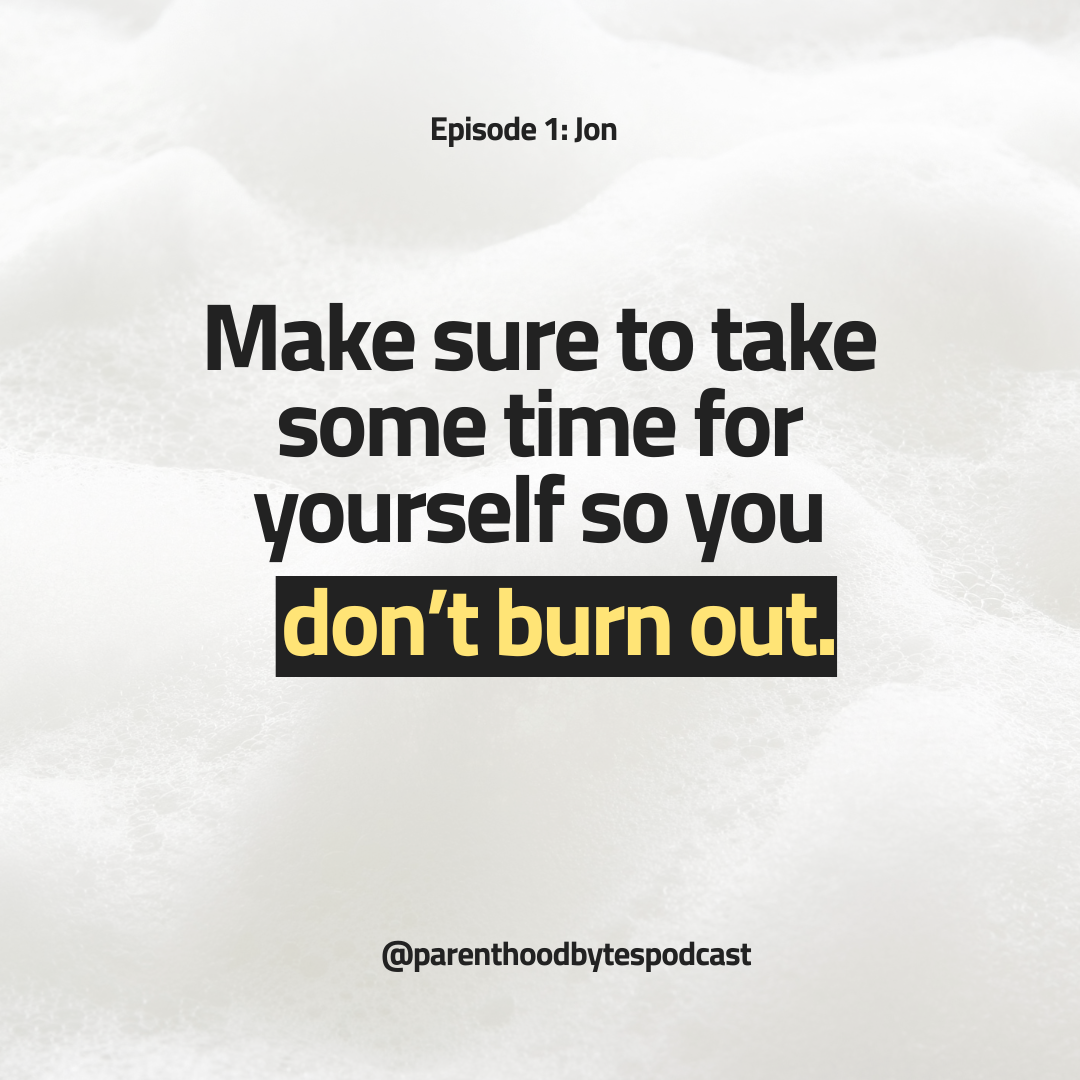 Episode 1: Jon
Make sure to take
some time for
yourself so you
don’t burn out.
@parenthoodbytespodcast